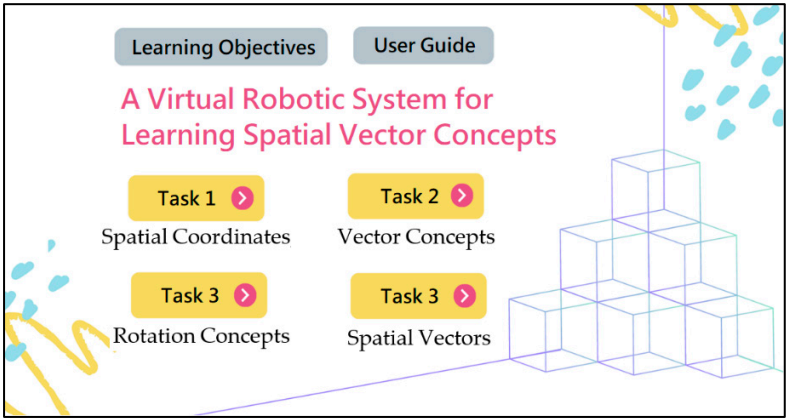 Learning Objectives
User Guide
A Virtual Robotic System for
Learning Spatial Vector Concepts
Task 1
Task 2
Spatial Coordinates
Vector Concepts
Task 3
Task 3
Rotation Concepts
Spatial Vectors